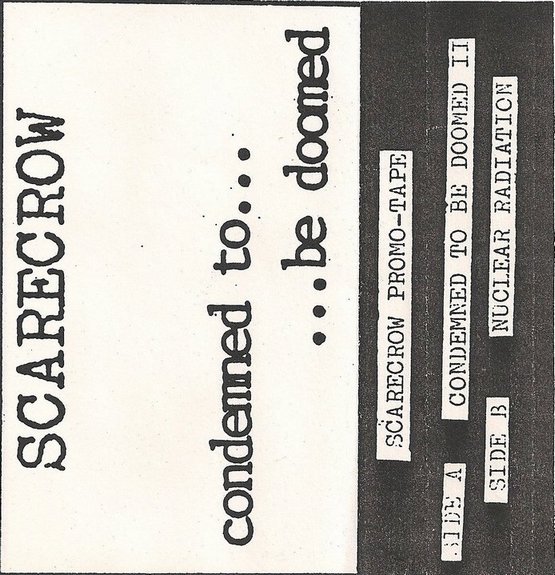 SCARECROW
condemned to...
...be doomed
SCARECROW PROMO-TAPE
SIDE A CONDEMNED TO BE DOOMED II
SIDE B NUCLEAR RADIATION